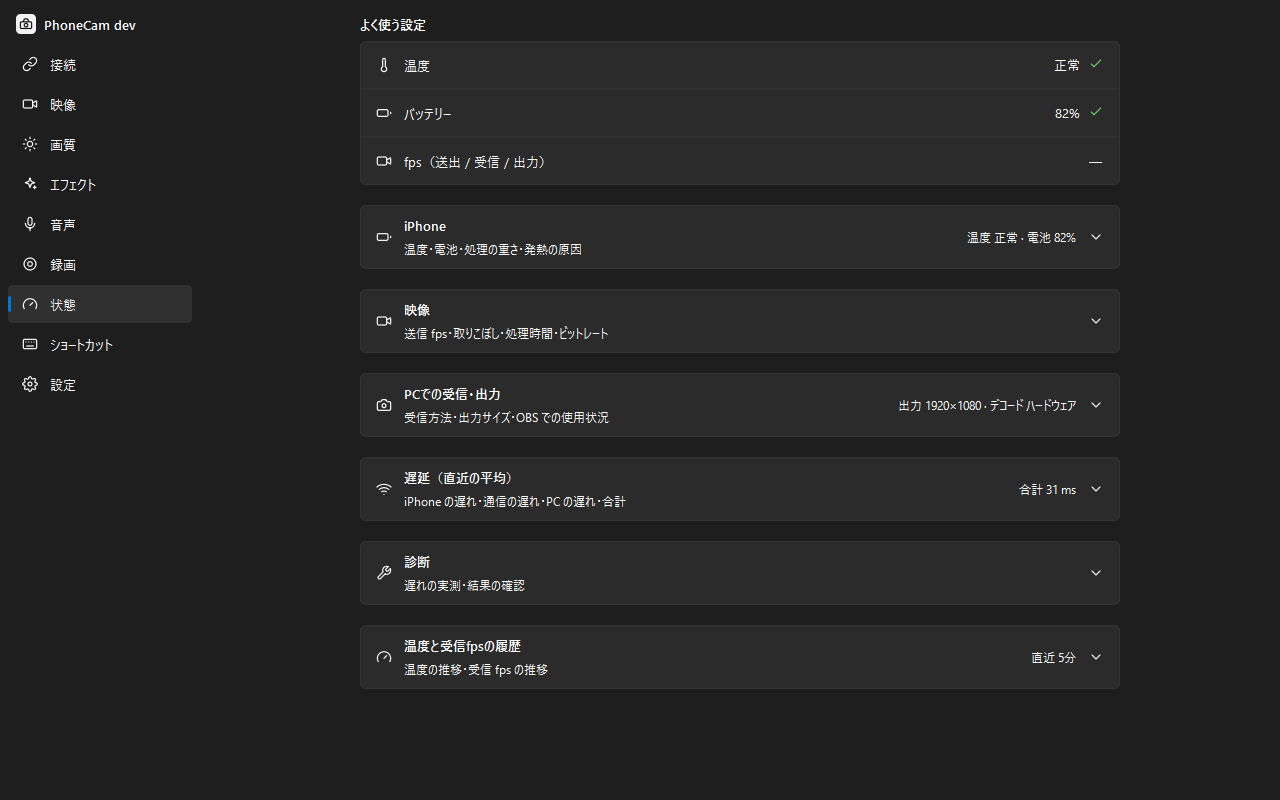 PhoneCam dev
接続
映像
画質
エフェクト
音声
録画
状態
ショートカット
設定
よく使う設定
温度 正常
バッテリー 82%
fps（送出 / 受信 / 出力） —
iPhone
温度・電池・処理の重さ・発熱の原因
温度 正常 · 電池 82%
映像
送信 fps・取りこぼし・処理時間・ビットレート
PCでの受信・出力
受信方法・出力サイズ・OBS での使用状況
出力 1920×1080 · デコード ハードウェア
遅延（直近の平均）
iPhone の遅れ・通信の遅れ・PC の遅れ・合計
合計 31 ms
診断
遅れの実測・結果の確認
温度と受信fpsの履歴
温度の推移・受信 fps の推移
直近 5分